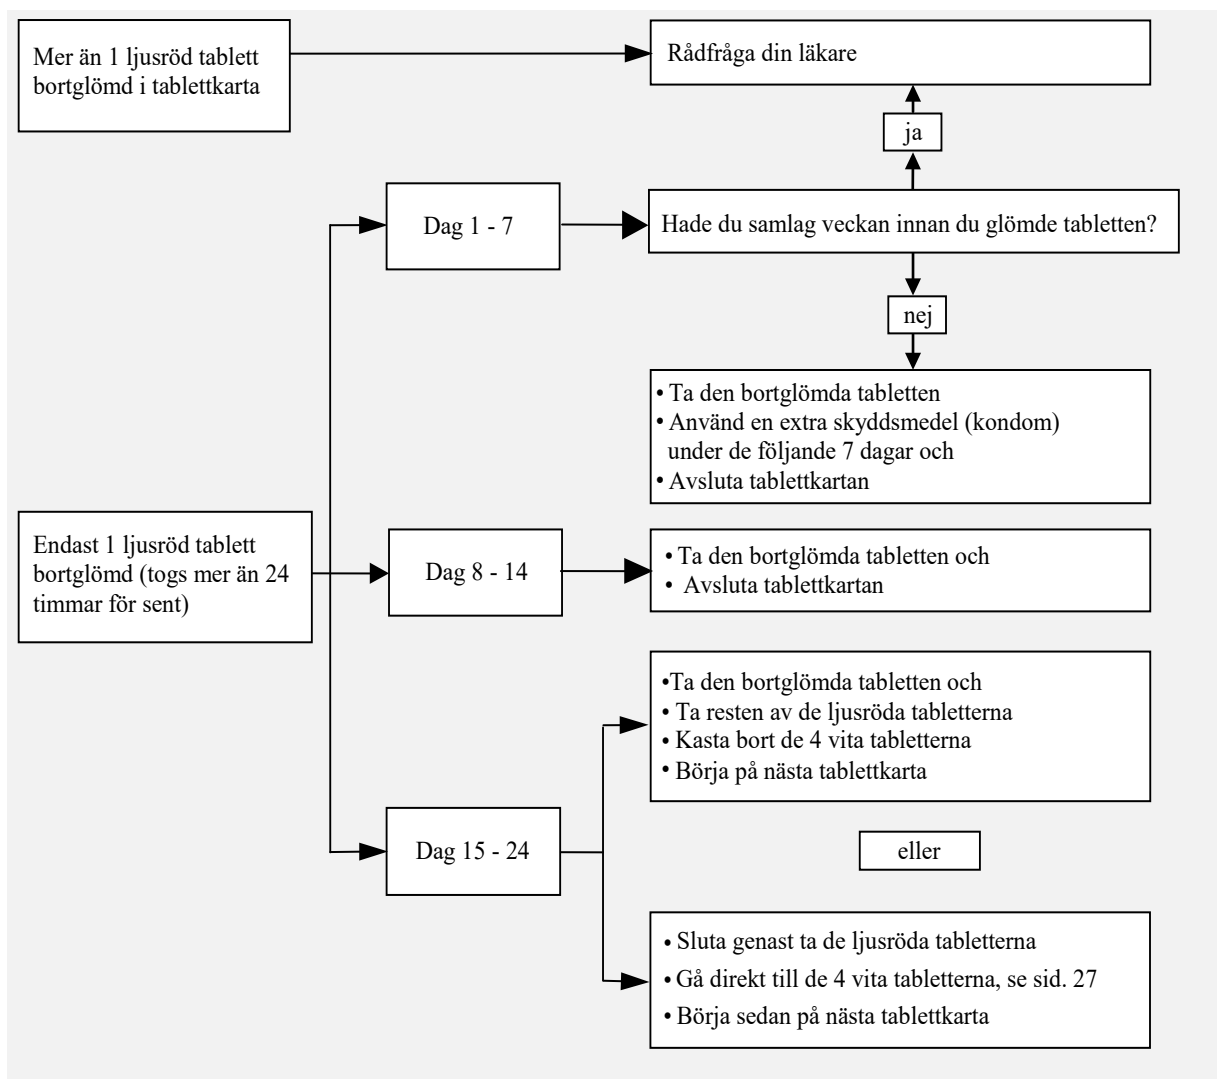 Mer än 1 ljusröd tablett
bortglömd i tablettkarta
Rådfråga din läkare
ja
Dag 1 - 7
Hade du samlag veckan innan du glömde tabletten?
nej
• Ta den bortglömda tabletten
• Använd en extra skyddsmedel (kondom)
under de följande 7 dagar och
• Avsluta tablettkartan
Endast 1 ljusröd tablett
bortglömd (togs mer än 24
timmar för sent)
Dag 8 - 14
• Ta den bortglömda tabletten och
• Avsluta tablettkartan
•Ta den bortglömda tabletten och
• Ta resten av de ljusröda tabletterna
• Kasta bort de 4 vita tabletterna
• Börja på nästa tablettkarta
Dag 15 - 24
eller
• Sluta genast ta de ljusröda tabletterna
• Gå direkt till de 4 vita tabletterna, se sid. 27
• Börja sedan på nästa tablettkarta